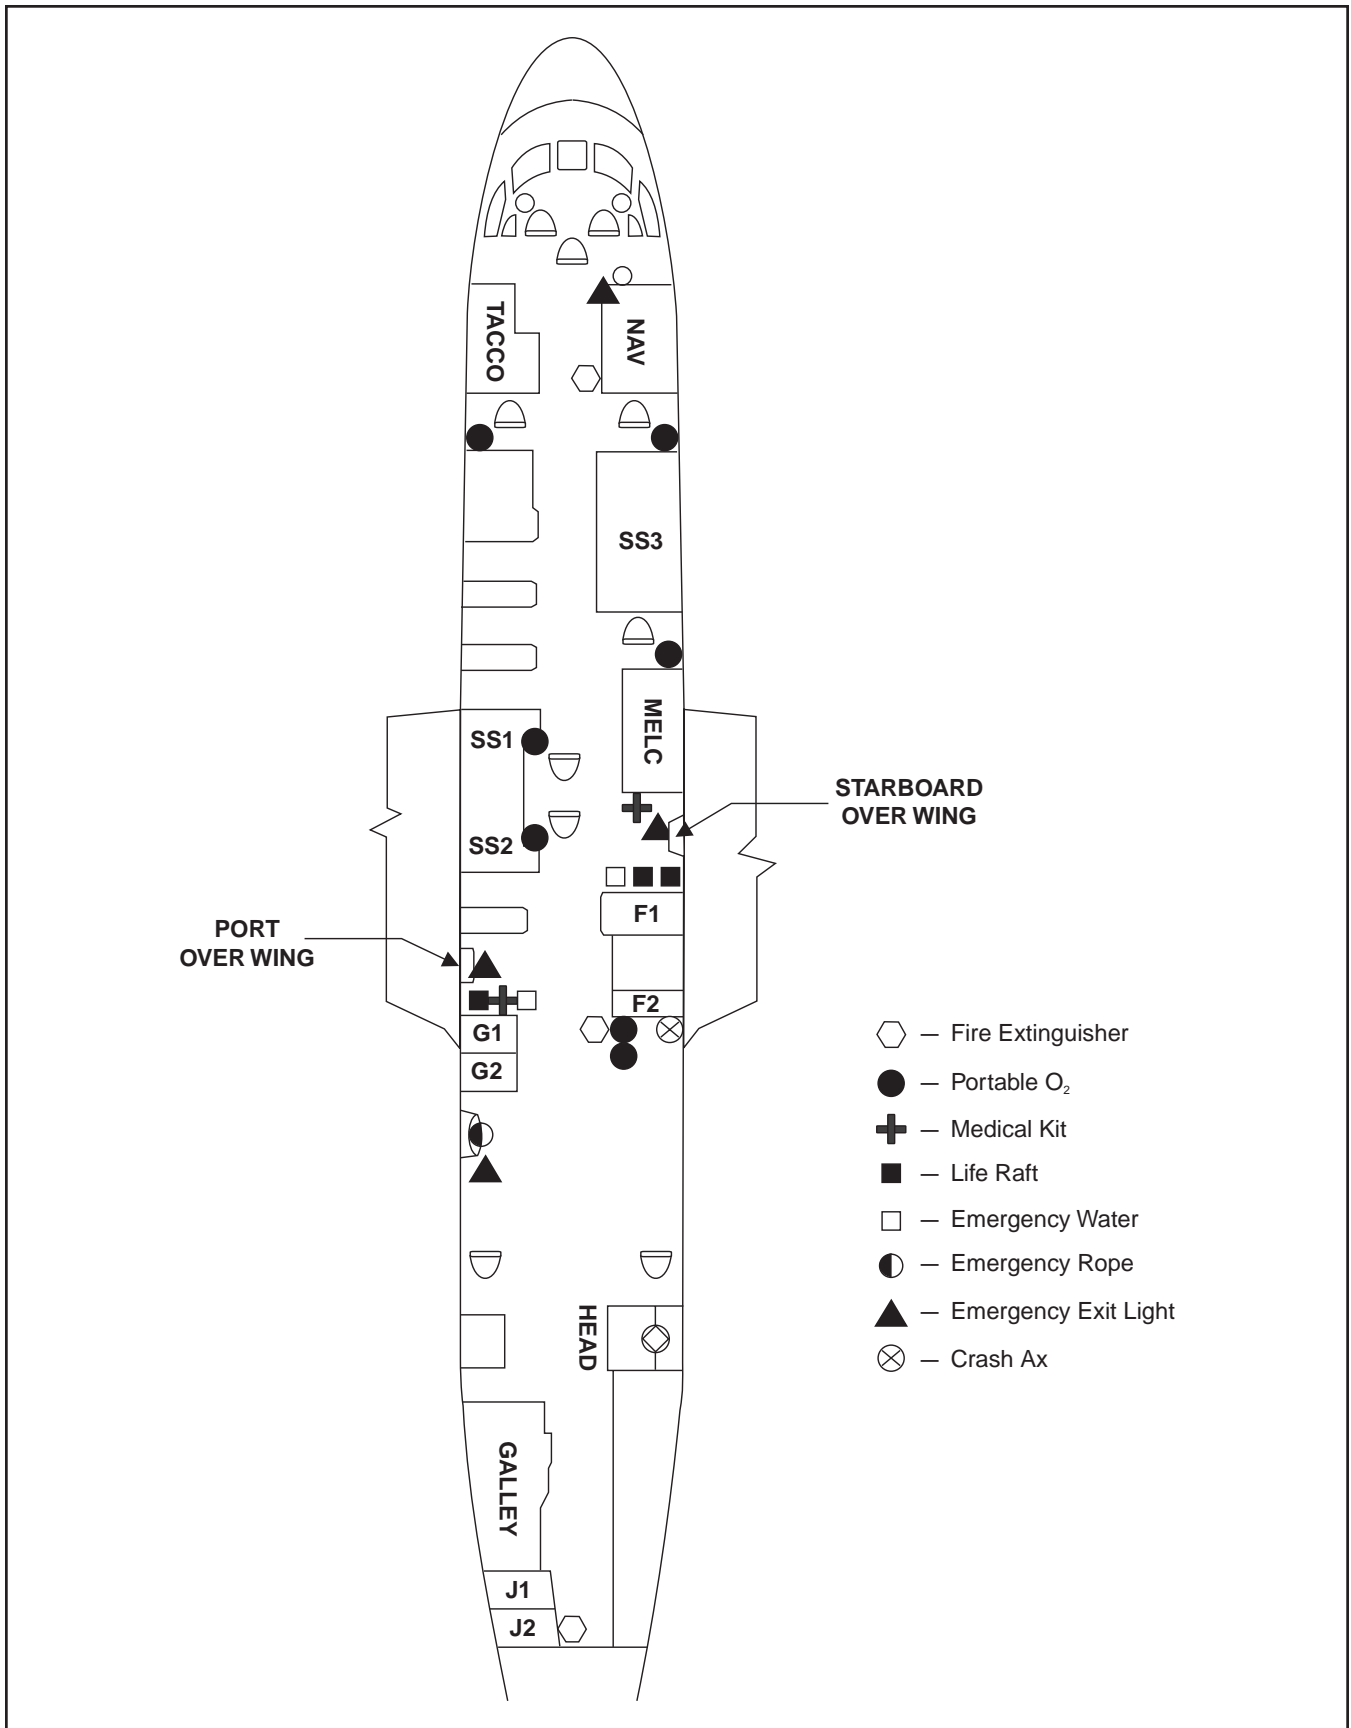 TACCO
NAV
SS3
MELC
SS1
SS2
STARBOARD
OVER WING
F1
PORT
OVER WING
F2
G1
G2
— Fire Extinguisher
— Portable O₂
— Medical Kit
— Life Raft
— Emergency Water
— Emergency Rope
— Emergency Exit Light
— Crash Ax
HEAD
GALLEY
J1
J2